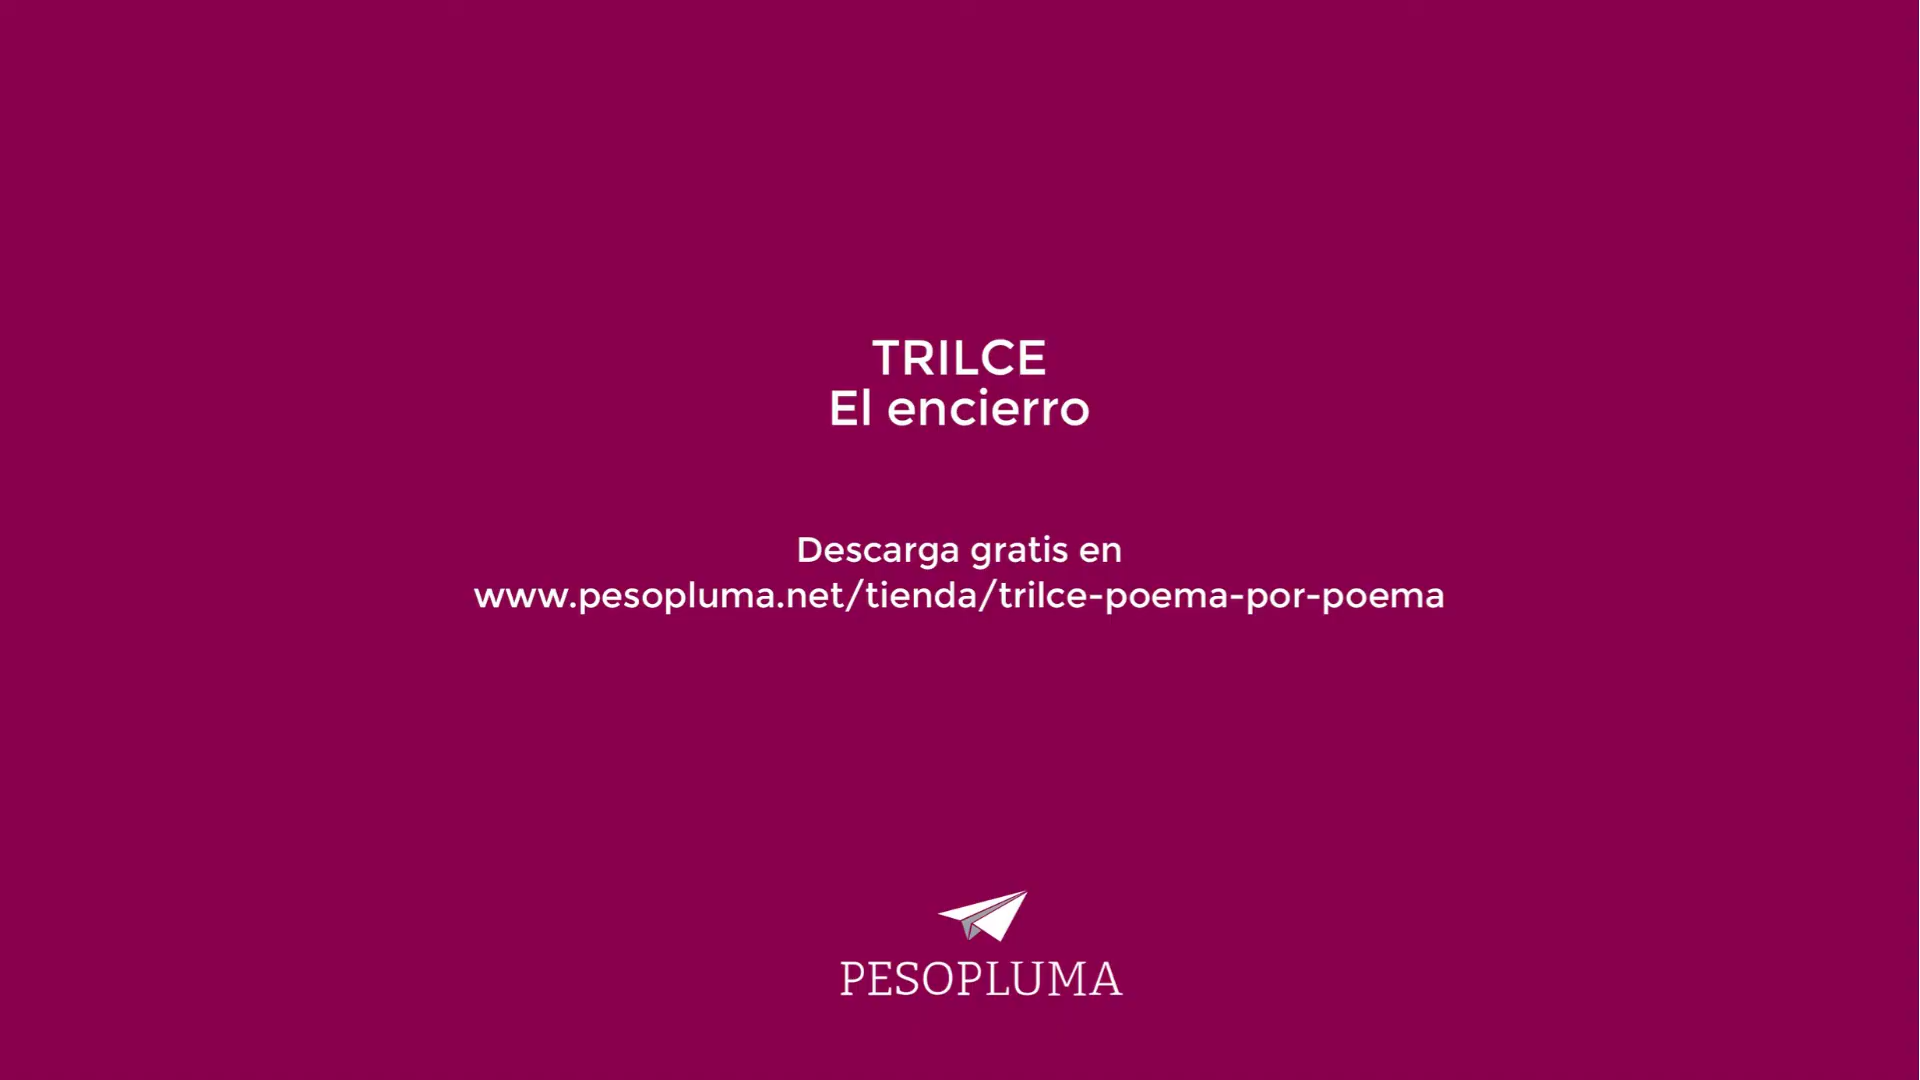 TRILCE
El encierro
Descarga gratis en
www.pesopluma.net/tienda/trilce-poema-por-poema
PESOPLUMA